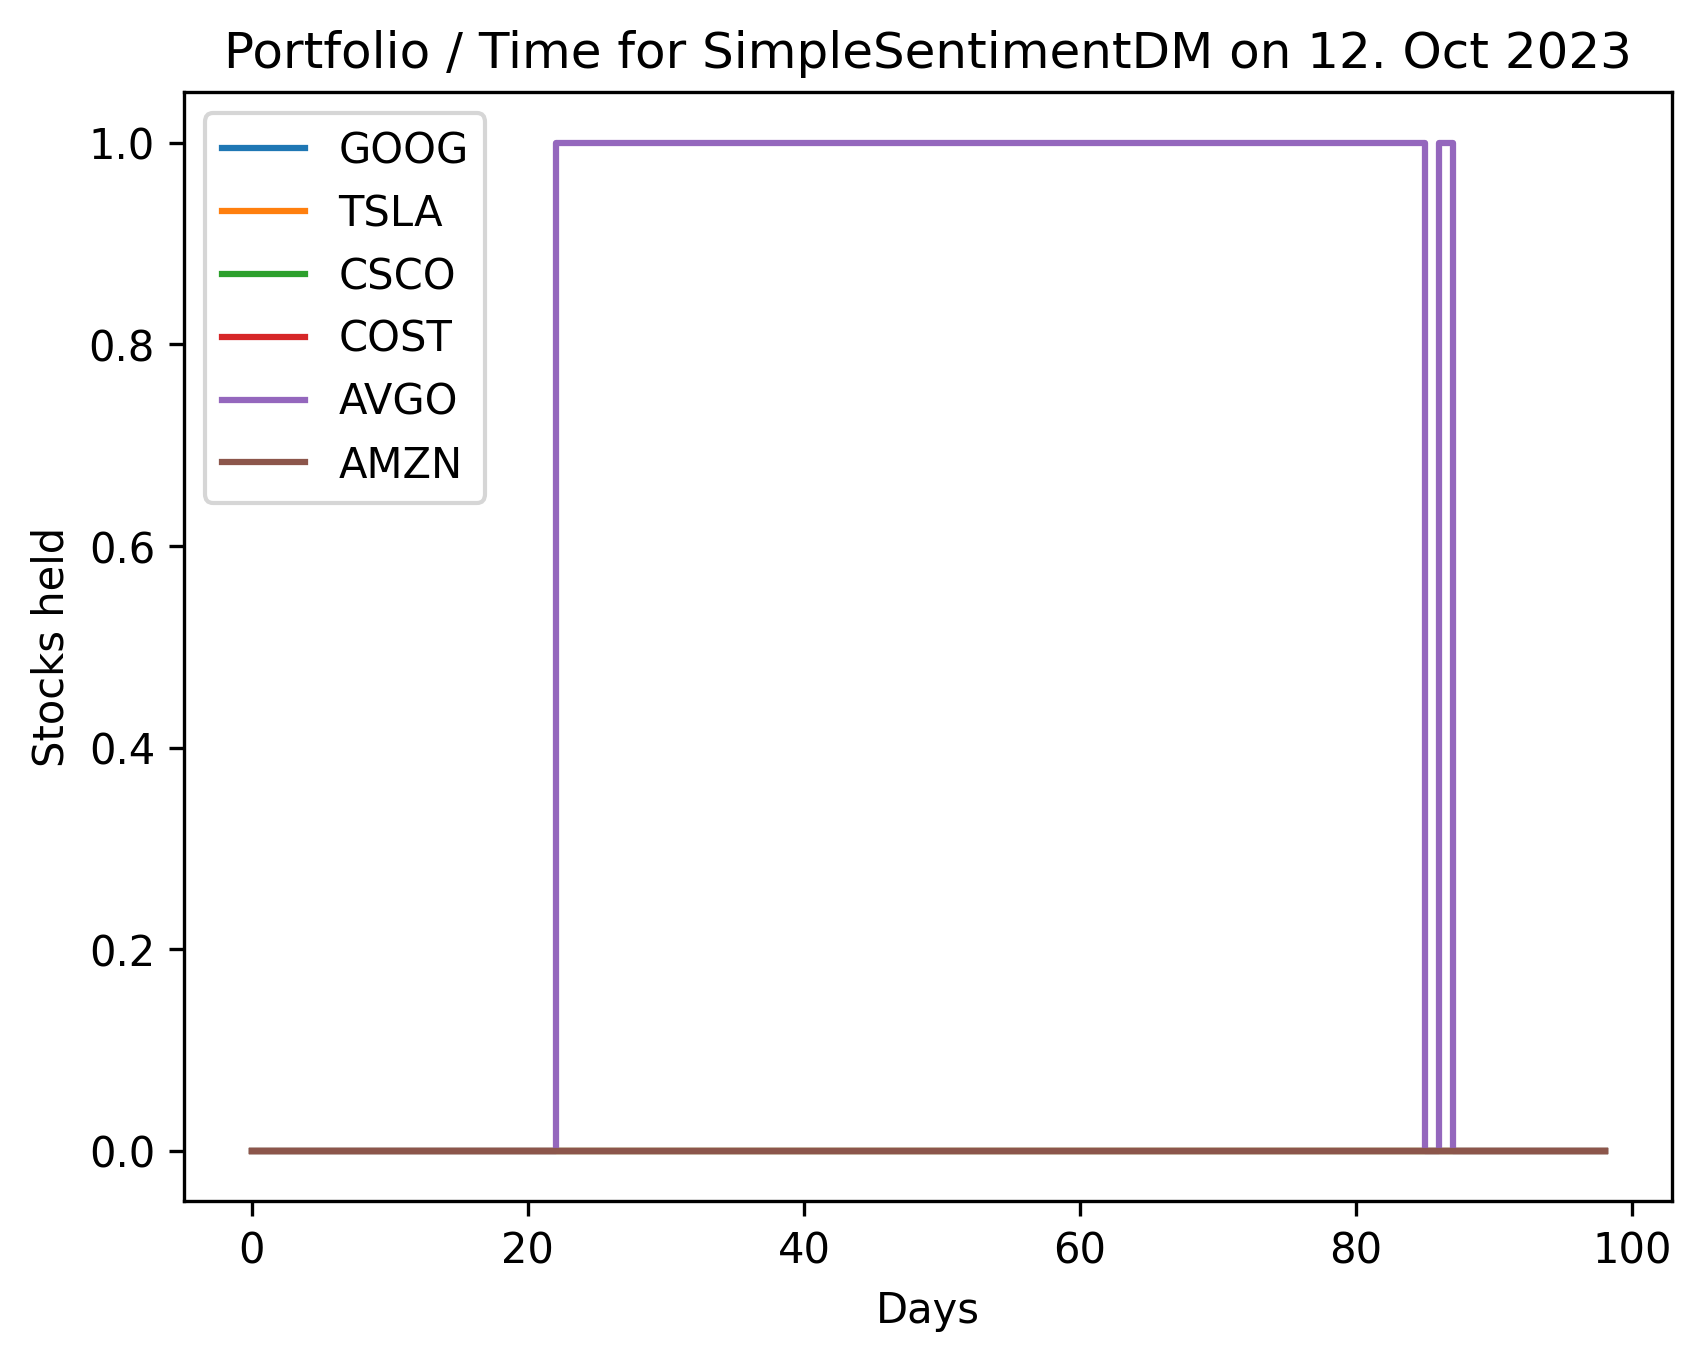 Portfolio / Time for SimpleSentimentDM on 12. Oct 2023
GOOG
TSLA
CSCO
COST
AVGO
AMZN
1.0
0.8
0.6
0.4
0.2
0.0
Stocks held
0 20 40 60 80 100
Days